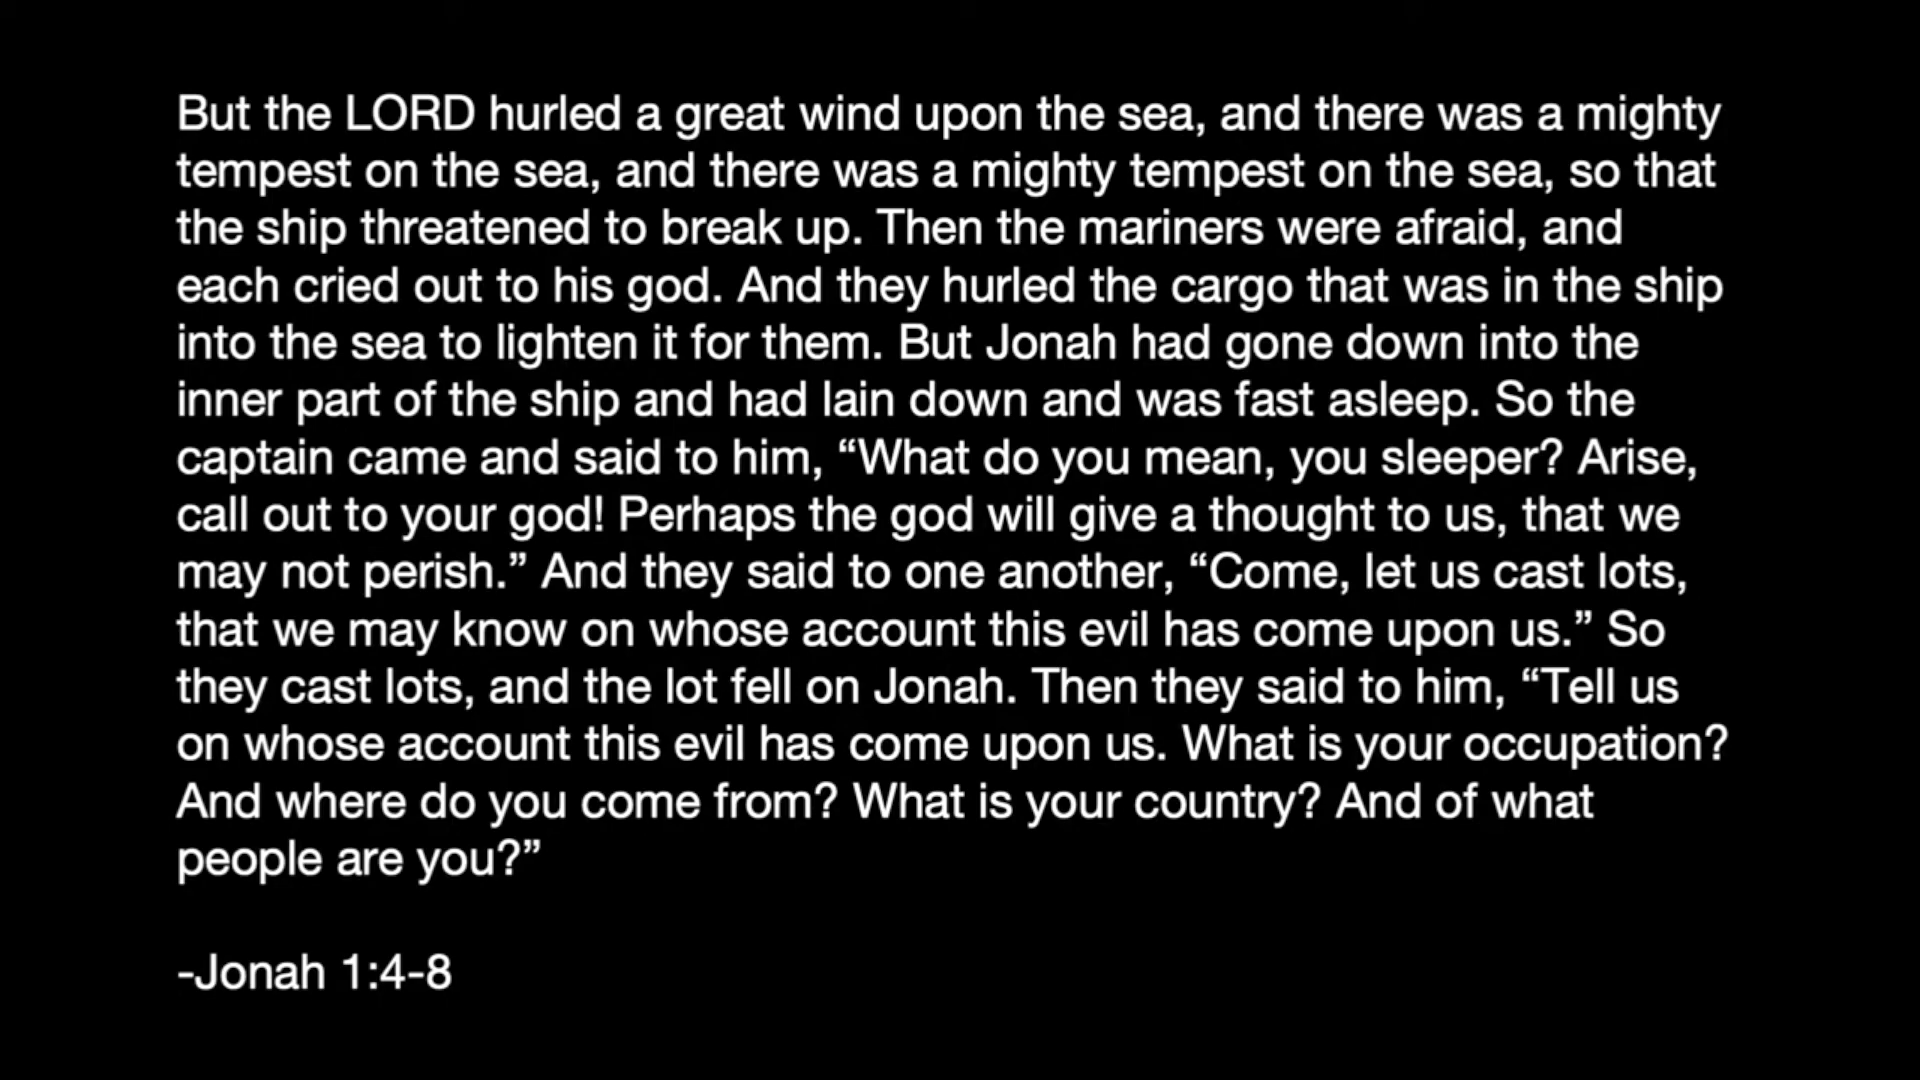 But the LORD hurled a great wind upon the sea, and there was a mighty
tempest on the sea, and there was a mighty tempest on the sea, so that
the ship threatened to break up. Then the mariners were afraid, and
each cried out to his god. And they hurled the cargo that was in the ship
into the sea to lighten it for them. But Jonah had gone down into the
inner part of the ship and had lain down and was fast asleep. So the
captain came and said to him, “What do you mean, you sleeper? Arise,
call out to your god! Perhaps the god will give a thought to us, that we
may not perish.” And they said to one another, “Come, let us cast lots,
that we may know on whose account this evil has come upon us.” So
they cast lots, and the lot fell on Jonah. Then they said to him, “Tell us
on whose account this evil has come upon us. What is your occupation?
And where do you come from? What is your country? And of what
people are you?”
-Jonah 1:4-8